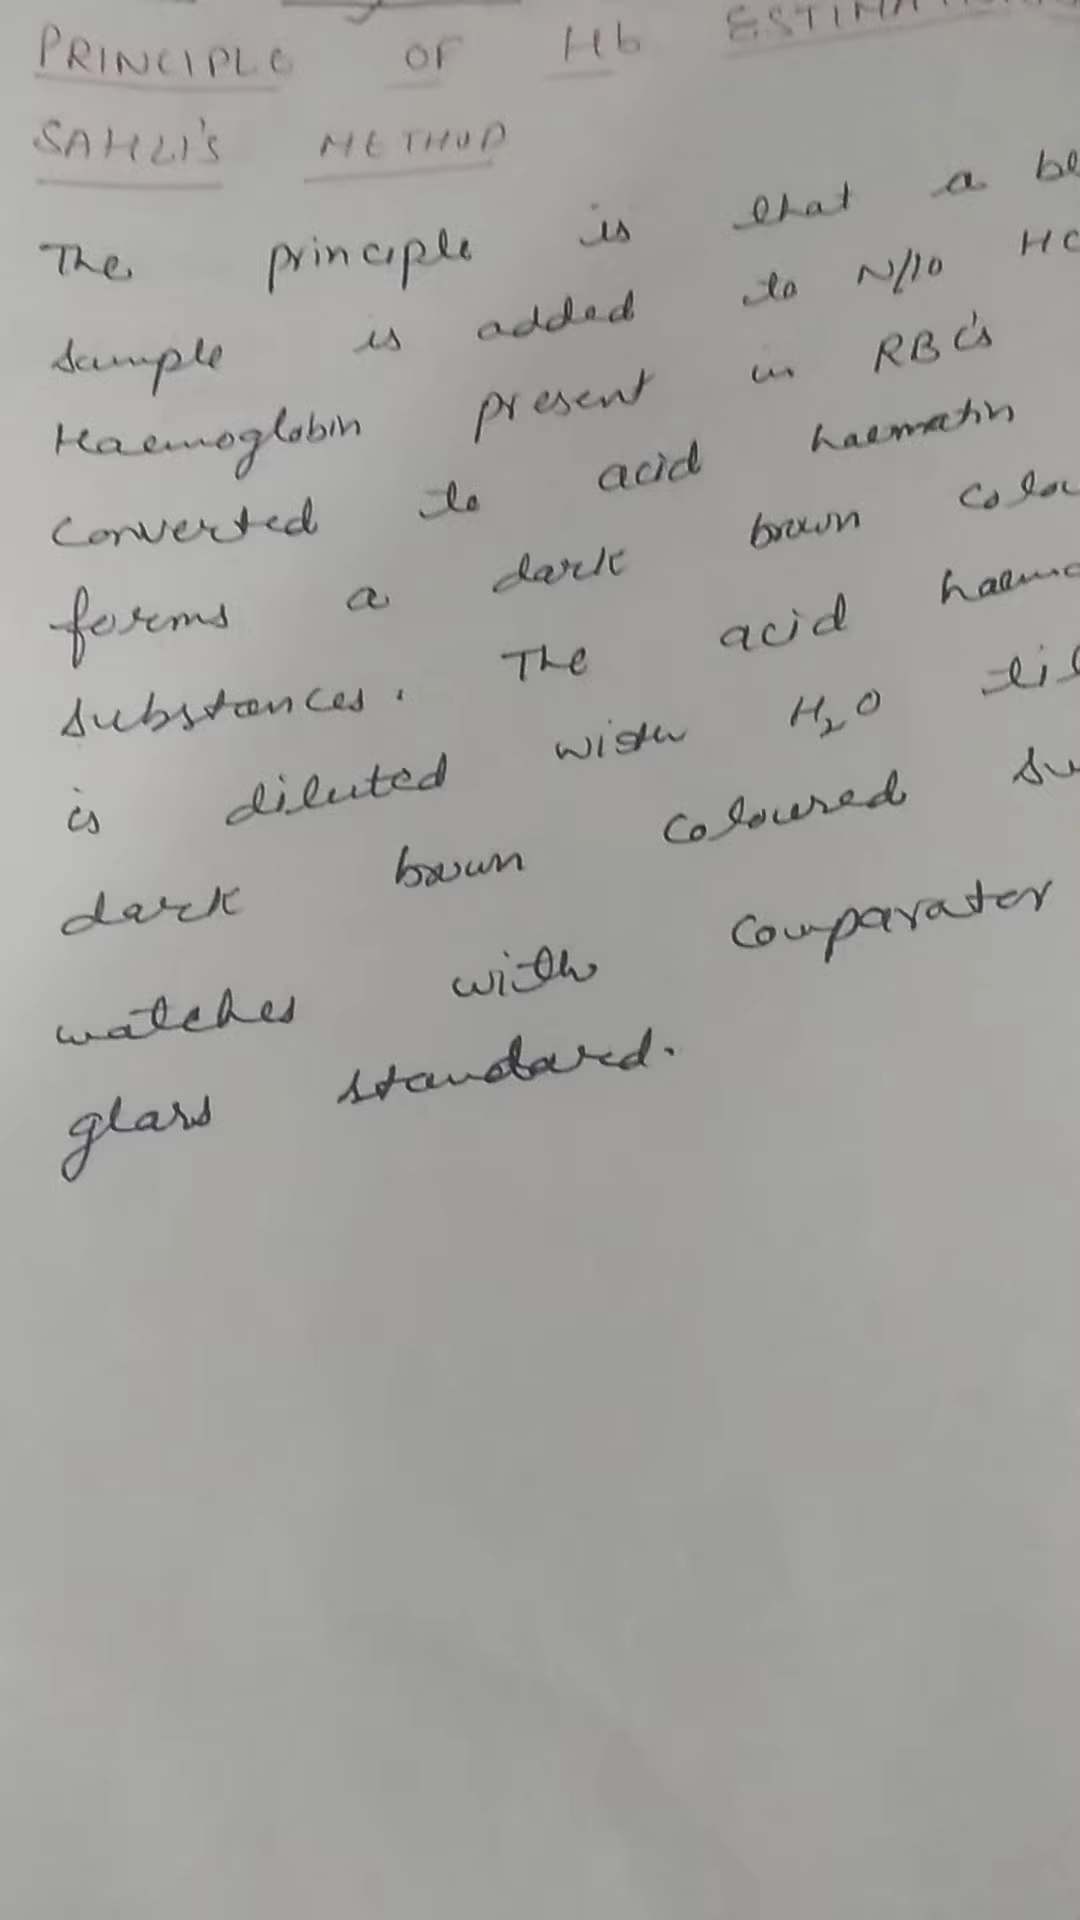 PRINCIPLE OF Hb
SAHLI'S METHOD
The principle is that a
sample is added to N/10
Haemoglobin present in RBC's
converted to acid haematin
forms a dark brown
substances. The acid
is diluted with H₂O
dark brown coloured
matches with comparater
glass standard.